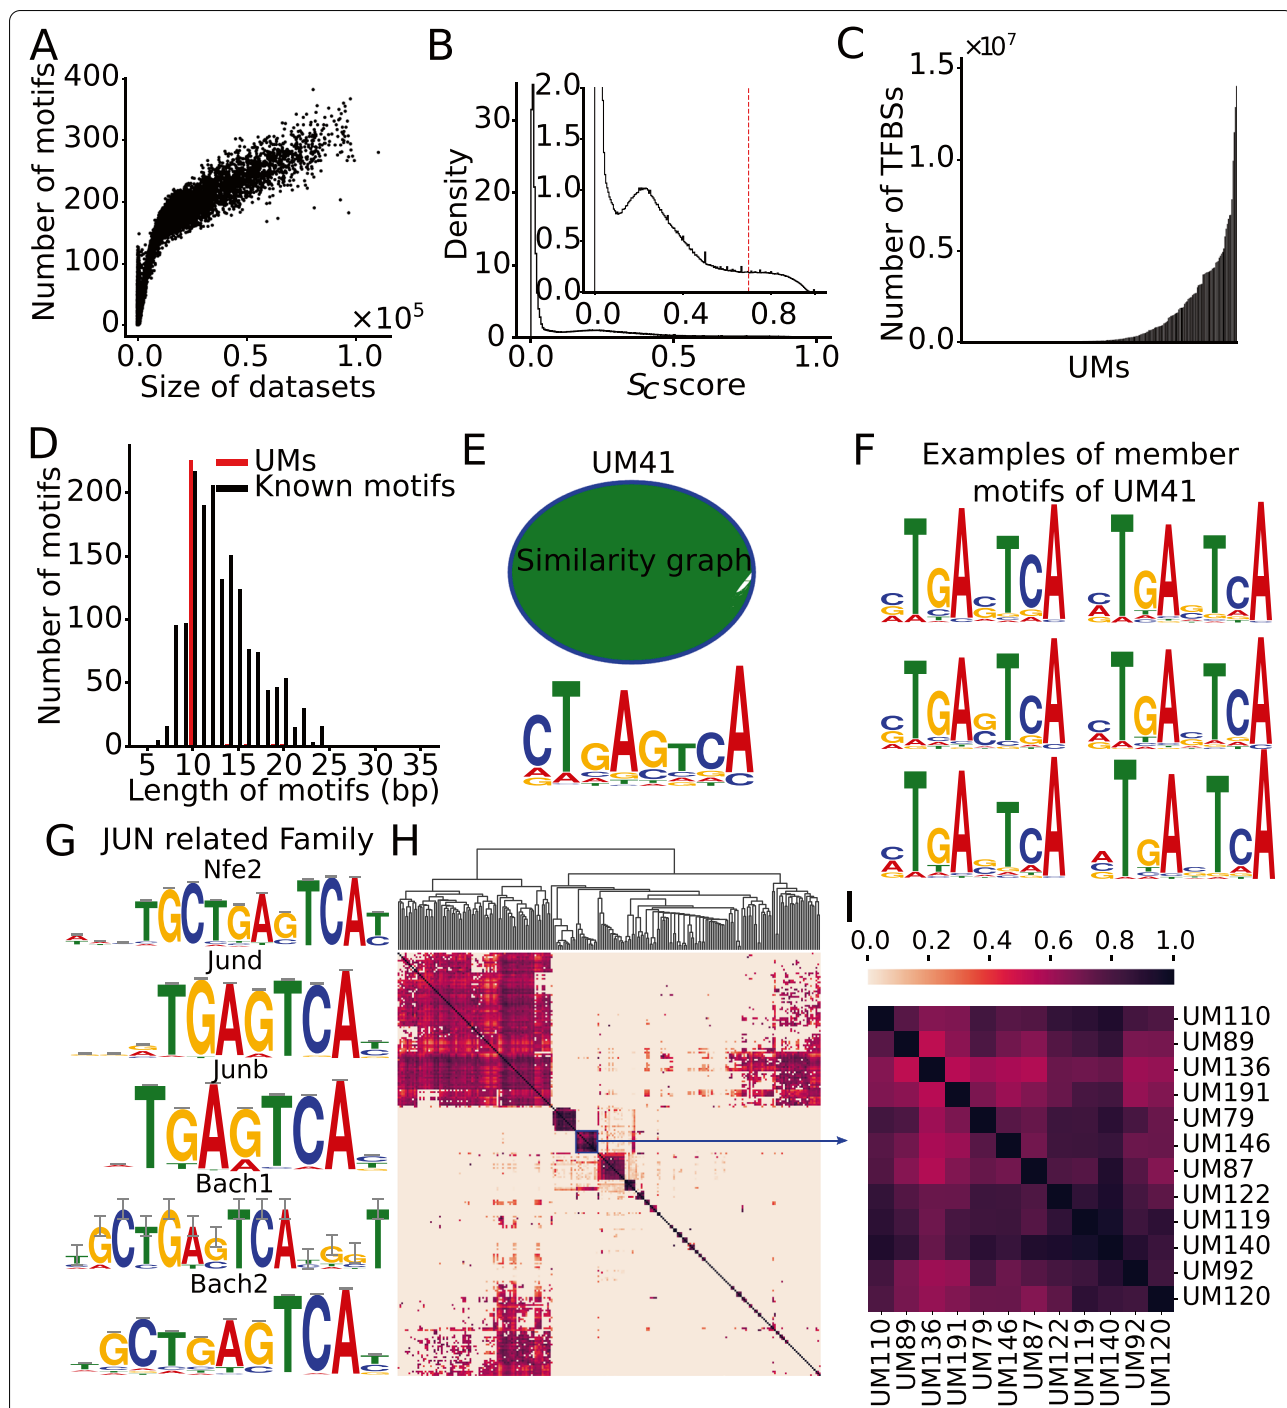 A
Number of motifs
400
300
200
100
0
×10⁵
0.0
0.5
1.0
Size of datasets
B
Density
30
20
10
0
2.0
1.5
1.0
0.5
0.0
0.0
0.4
0.8
0.0
0.5
1.0
Sc score
C
×10⁷
Number of TFBSs
1.5
1.0
0.5
0.0
UMs
D
Number of motifs
UMs
Known motifs
200
150
100
50
0
5
10
15
20
25
30
35
Length of motifs (bp)
E
UM41
Similarity graph
CTGAGTCA
F
Examples of member
motifs of UM41
G
JUN related Family
Nfe2
TGCTGAGTCAT
Jund
TGAGTCA
Junb
TGAGTCA
Bach1
Bach2
GCTGAGTCA
H
I
0.0
0.2
0.4
0.6
0.8
1.0
UM110
UM89
UM136
UM191
UM79
UM146
UM87
UM122
UM119
UM140
UM92
UM120
UM110
UM89
UM136
UM191
UM79
UM146
UM87
UM122
UM119
UM140
UM92
UM120